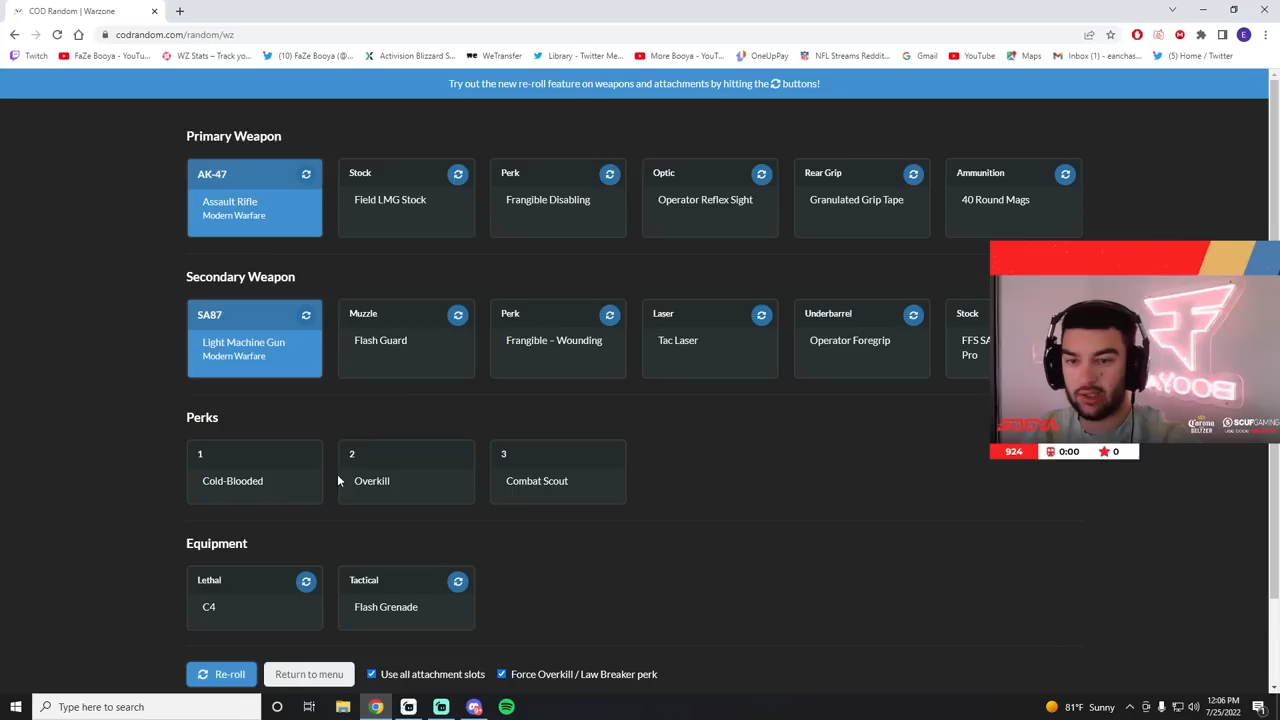 COD Random | Warzone
codrandom.com/random/wz
E
Twitch
FaZe Booya - YouTu...
WZ Stats – Track yo...
(10) FaZe Booya (@...
Activision Blizzard S...
WeTransfer
Library - Twitter Me...
More Booya - YouT...
OneUpPay
NFL Streams Reddit...
Gmail
YouTube
Maps
Inbox (1) - eanchas...
(5) Home / Twitter
Try out the new re-roll feature on weapons and attachments by hitting the buttons!
Primary Weapon
AK-47
Assault Rifle
Modern Warfare
Stock
Field LMG Stock
Perk
Frangible Disabling
Optic
Operator Reflex Sight
Rear Grip
Granulated Grip Tape
Ammunition
40 Round Mags
Secondary Weapon
SA87
Light Machine Gun
Modern Warfare
Muzzle
Flash Guard
Perk
Frangible – Wounding
Laser
Tac Laser
Underbarrel
Operator Foregrip
Stock
FFS SA
Pro
BOOYA
BOOYA
CORONA
SELTZER
SCUFGAMING
924
0:00
0
Perks
1
Cold-Blooded
2
Overkill
3
Combat Scout
Equipment
Lethal
C4
Tactical
Flash Grenade
Re-roll
Return to menu
Use all attachment slots
Force Overkill / Law Breaker perk
Type here to search
81°F Sunny
12:06 PM
7/25/2022